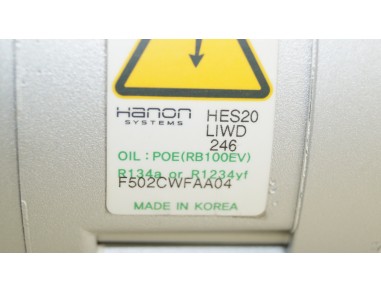 Hanon
SYSTEMS
HES20
LIWD
246
OIL : POE(RB100EV)
R134a or R1234yf
F502CWFAA04
MADE IN KOREA